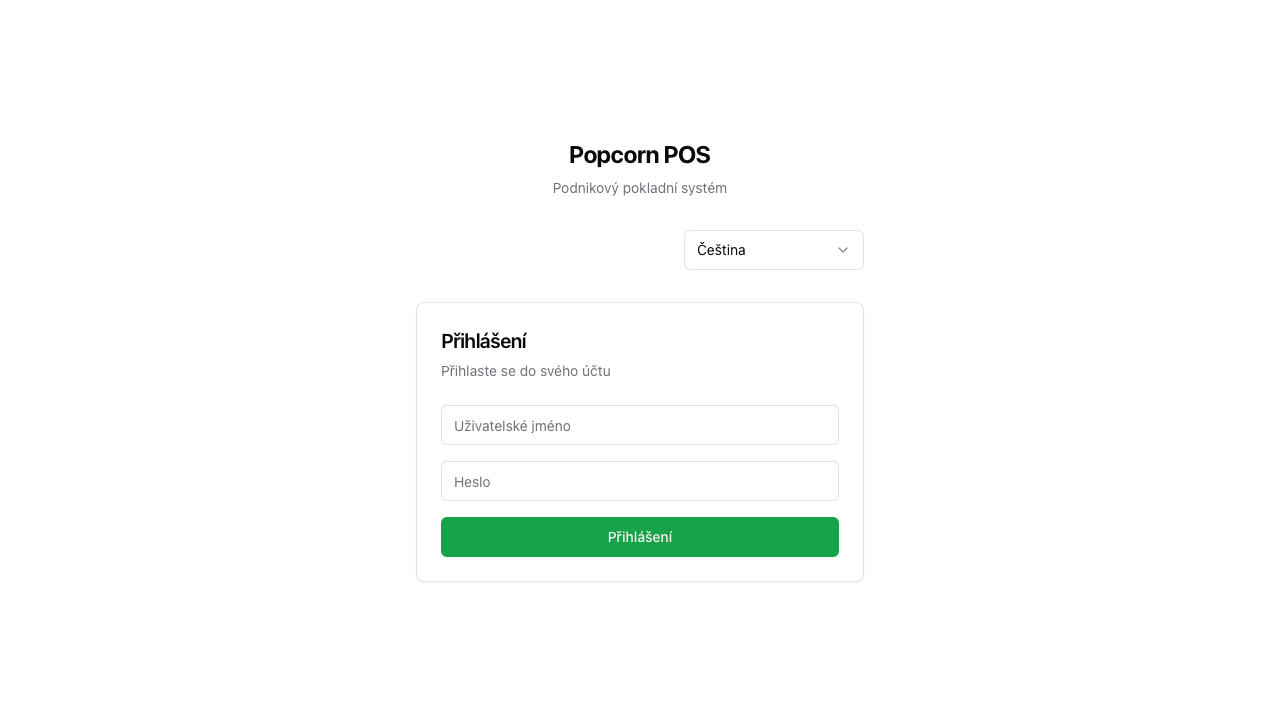 Popcorn POS
Podnikový pokladní systém
Čeština
Přihlášení
Přihlaste se do svého účtu
Uživatelské jméno
Heslo
Přihlášení